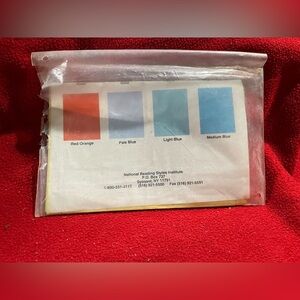 Red Orange
Pale Blue
Light Blue
Medium Blue
National Reading Styles Institute
P.O. Box 737
Syosset, NY 11791
1-800-331-3117 (516) 921-5500 Fax (516) 921-5591